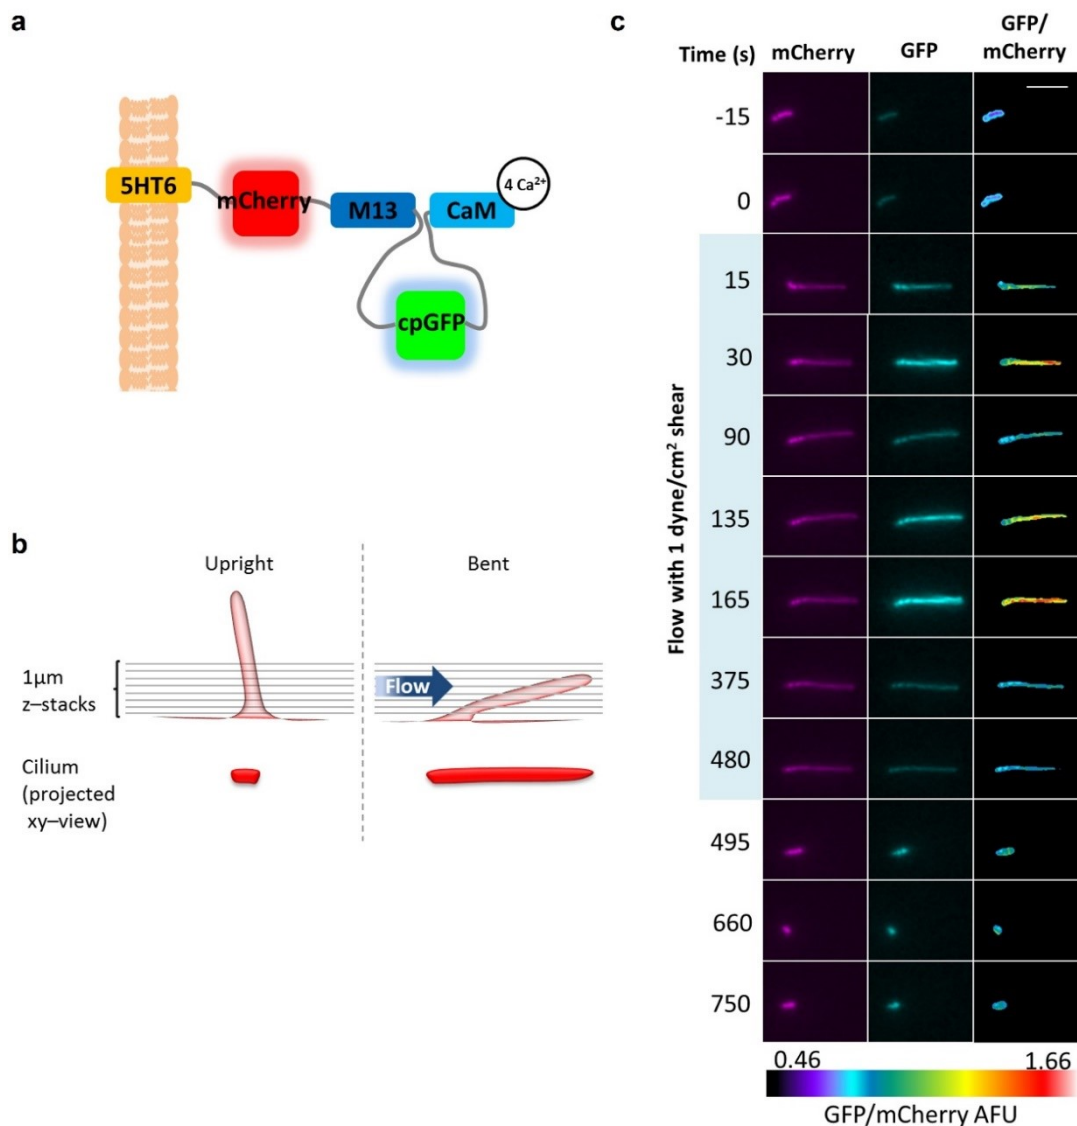 a
5HT6
mCherry
M13
CaM
4 Ca²⁺
cpGFP
b
Upright
Bent
1µm
z–stacks
Flow
Cilium
(projected
xy–view)
c
Time (s)
mCherry
GFP
GFP/
mCherry
-15
0
15
30
90
135
165
375
480
495
660
750
Flow with 1 dyne/cm² shear
0.46
1.66
GFP/mCherry AFU